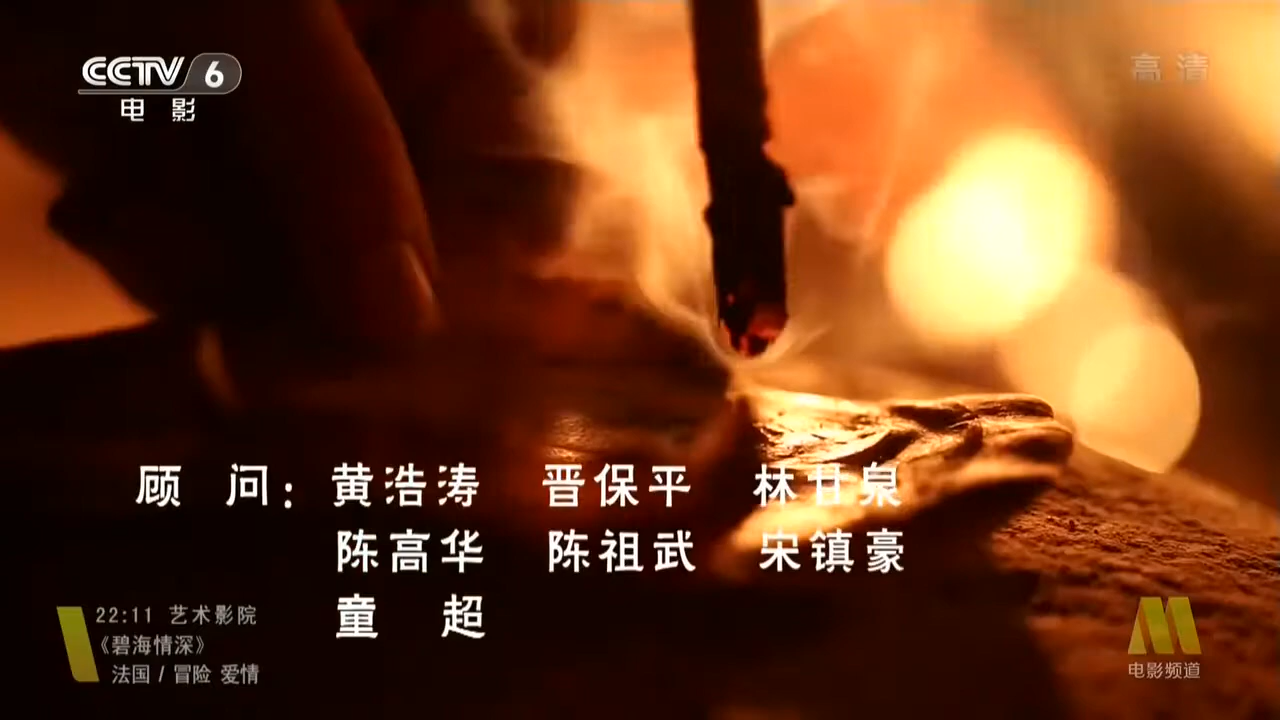 CCTV 6
电影
高清
顾 问：黄浩涛 晋保平 林甘泉
陈高华 陈祖武 宋镇豪
童 超
22:11 艺术影院
《碧海情深》
法国 / 冒险 爱情
电影频道